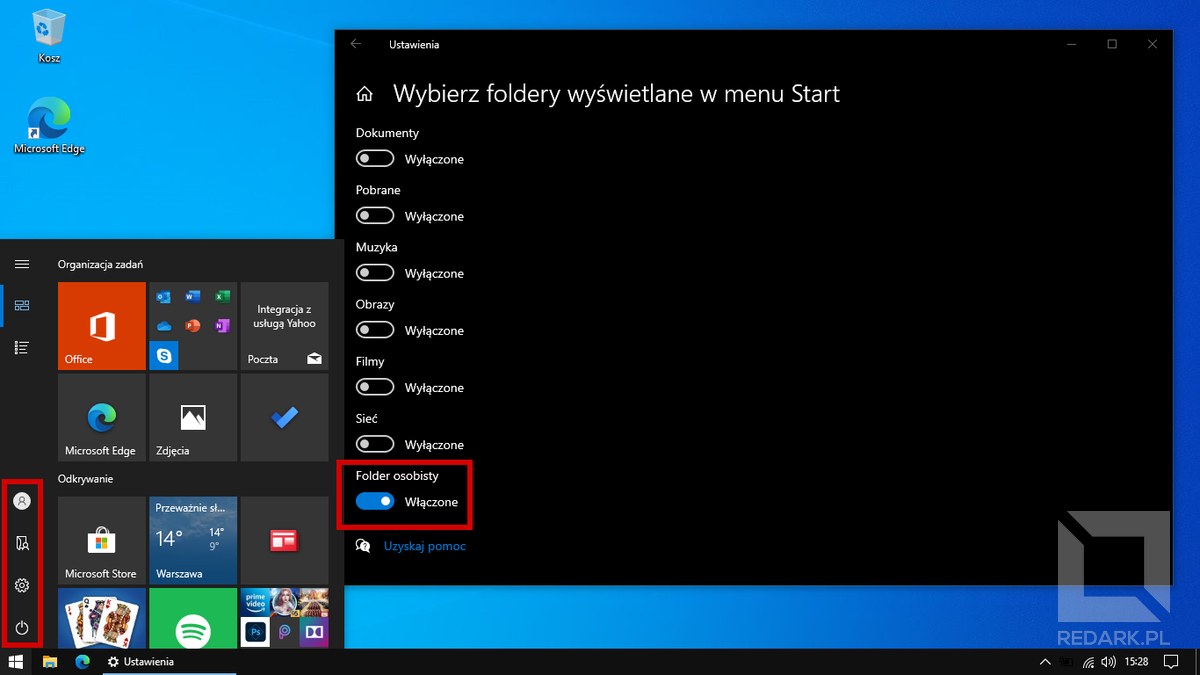 Kosz
Microsoft Edge
Ustawienia
Wybierz foldery wyświetlane w menu Start
Dokumenty
Wyłączone
Pobrane
Wyłączone
Muzyka
Wyłączone
Obrazy
Wyłączone
Filmy
Wyłączone
Sieć
Wyłączone
Folder osobisty
Włączone
Uzyskaj pomoc
Organizacja zadań
Office
Integracja z
usługą Yahoo
Poczta
Microsoft Edge
Zdjęcia
Odkrywanie
Microsoft Store
Przeważnie sł...
14°
14°
9°
Warszawa
prime
video
Ps
REDARK.PL
Ustawienia
15:28